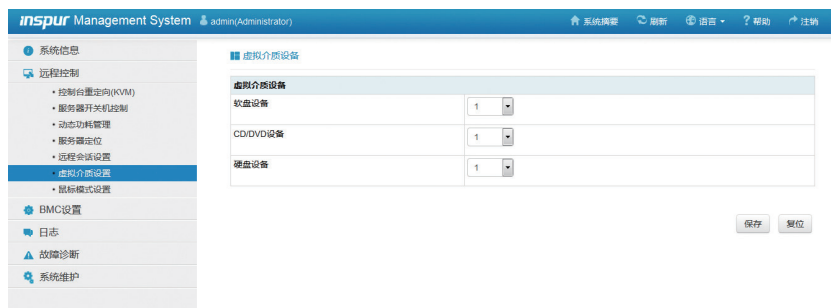 inspur Management System admin(Administrator) 系统摘要 刷新 语言 ? 帮助 注销
系统信息
远程控制
• 控制台重定向(KVM)
• 服务器开关机控制
• 动态功耗管理
• 服务器定位
• 远程会话设置
• 虚拟介质设置
• 鼠标模式设置
BMC设置
日志
故障诊断
系统维护
虚拟介质设备
虚拟介质设备
软盘设备 1
CD/DVD设备 1
硬盘设备 1
保存 复位